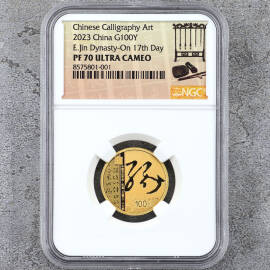 Chinese Calligraphy Art
2023 China G100Y
E.Jin Dynasty-On 17th Day
PF 70 ULTRA CAMEO
8575801-001
NGC
100